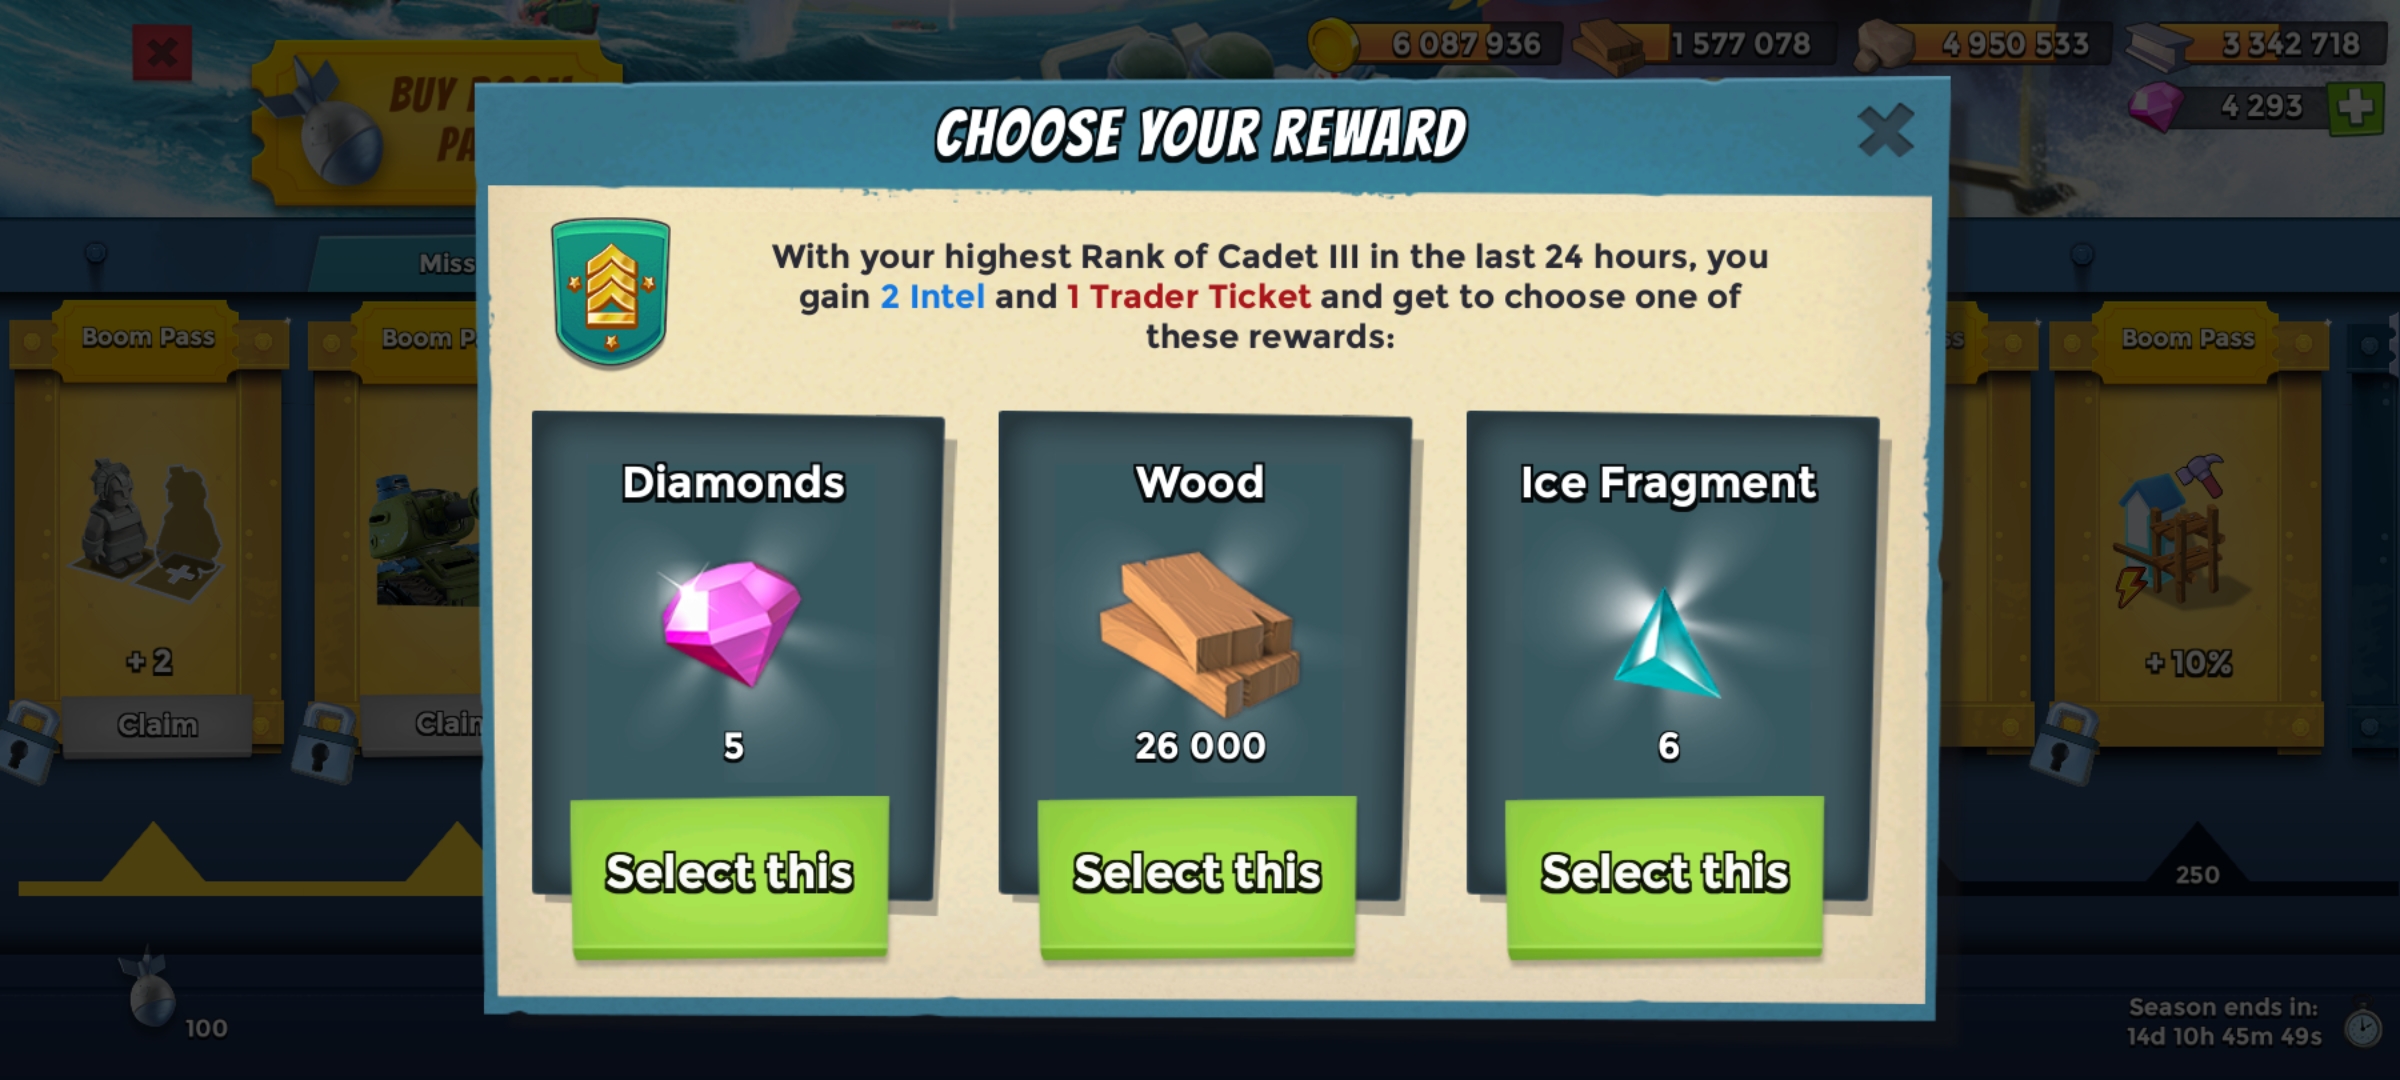 6 087 936
1 577 078
4 950 533
3 342 718
4 293
BUY
CHOOSE YOUR REWARD
With your highest Rank of Cadet III in the last 24 hours, you
gain 2 Intel and 1 Trader Ticket and get to choose one of
these rewards:
Boom Pass
Boom
Boom Pass
Diamonds
Wood
Ice Fragment
+ 2
+ 10%
Claim
5
26 000
6
Select this
Select this
Select this
250
100
Season ends in:
14d 10h 45m 49s